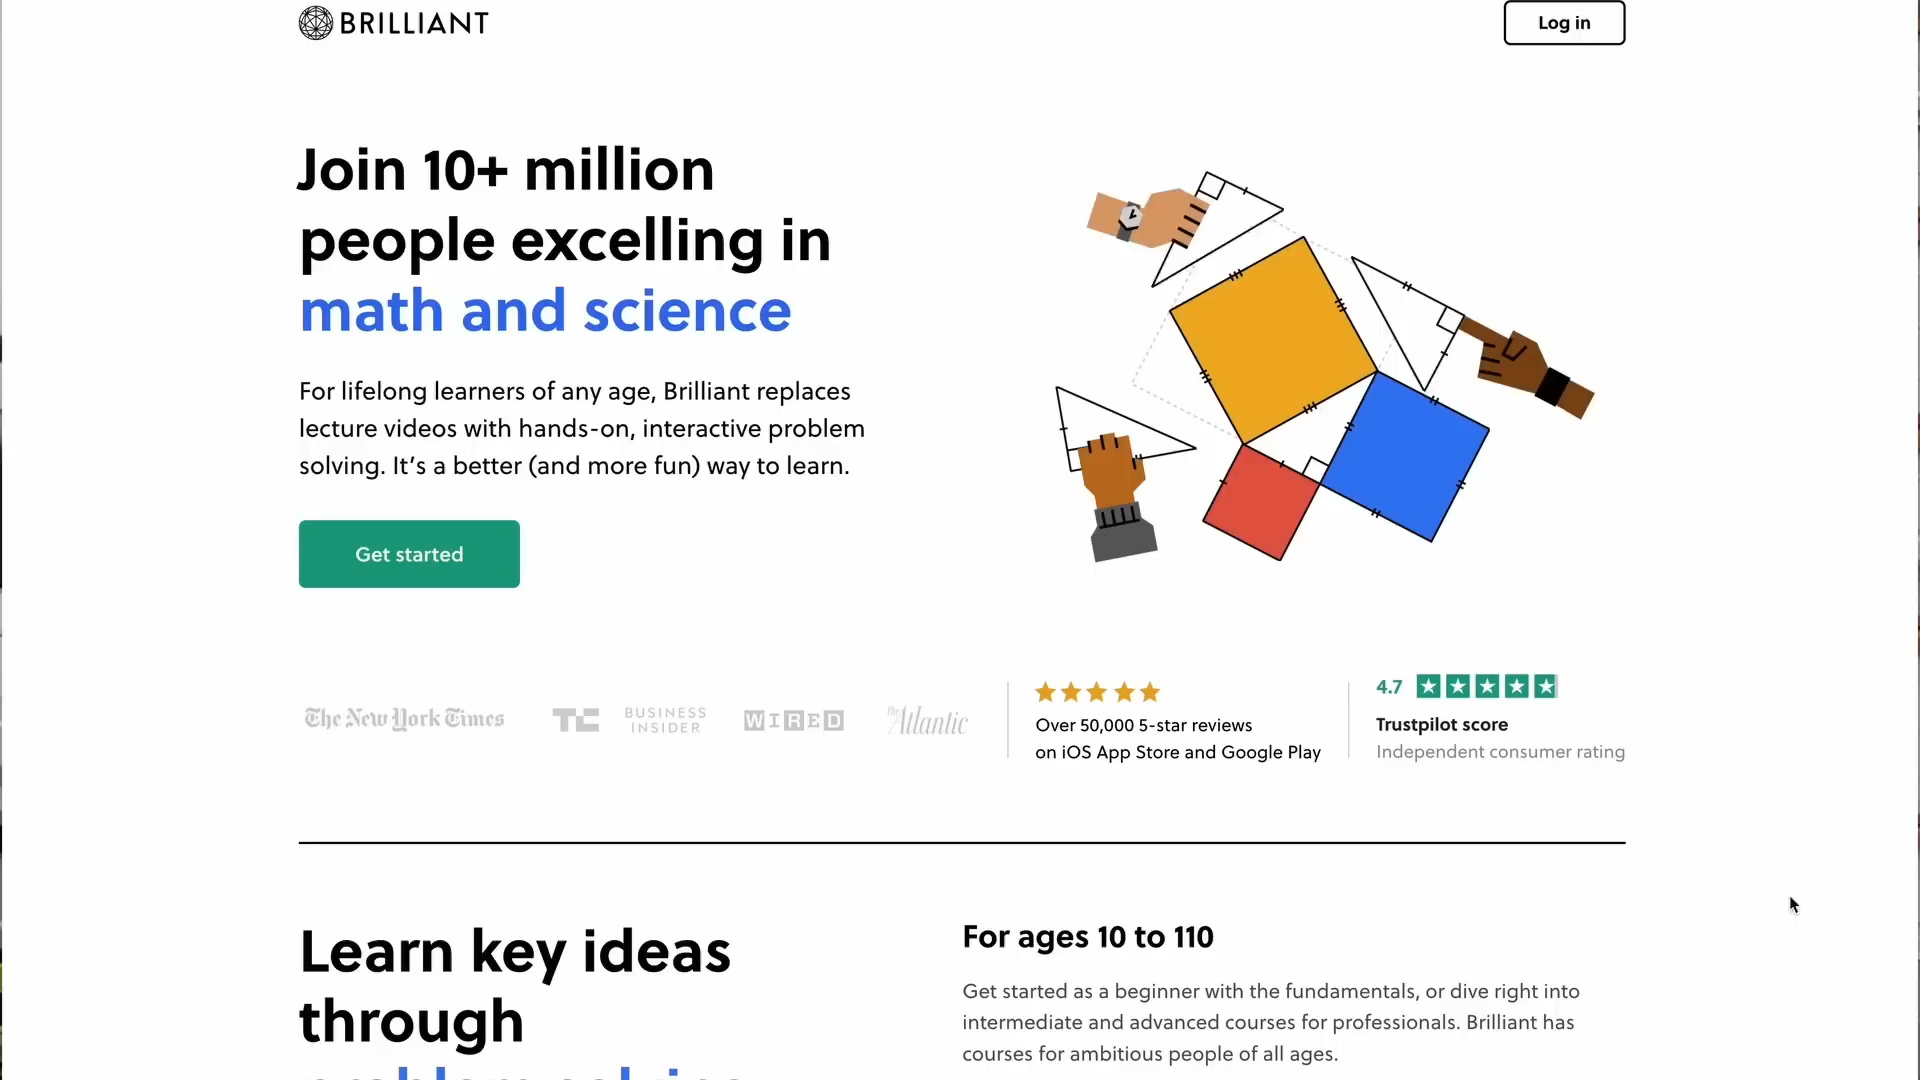 BRILLIANT
Log in
Join 10+ million
people excelling in
math and science
For lifelong learners of any age, Brilliant replaces
lecture videos with hands-on, interactive problem
solving. It’s a better (and more fun) way to learn.
Get started
The New York Times
TC
BUSINESS
INSIDER
WIRED
The Atlantic
Over 50,000 5-star reviews
on iOS App Store and Google Play
4.7
Trustpilot score
Independent consumer rating
Learn key ideas
through
problem solving
For ages 10 to 110
Get started as a beginner with the fundamentals, or dive right into
intermediate and advanced courses for professionals. Brilliant has
courses for ambitious people of all ages.